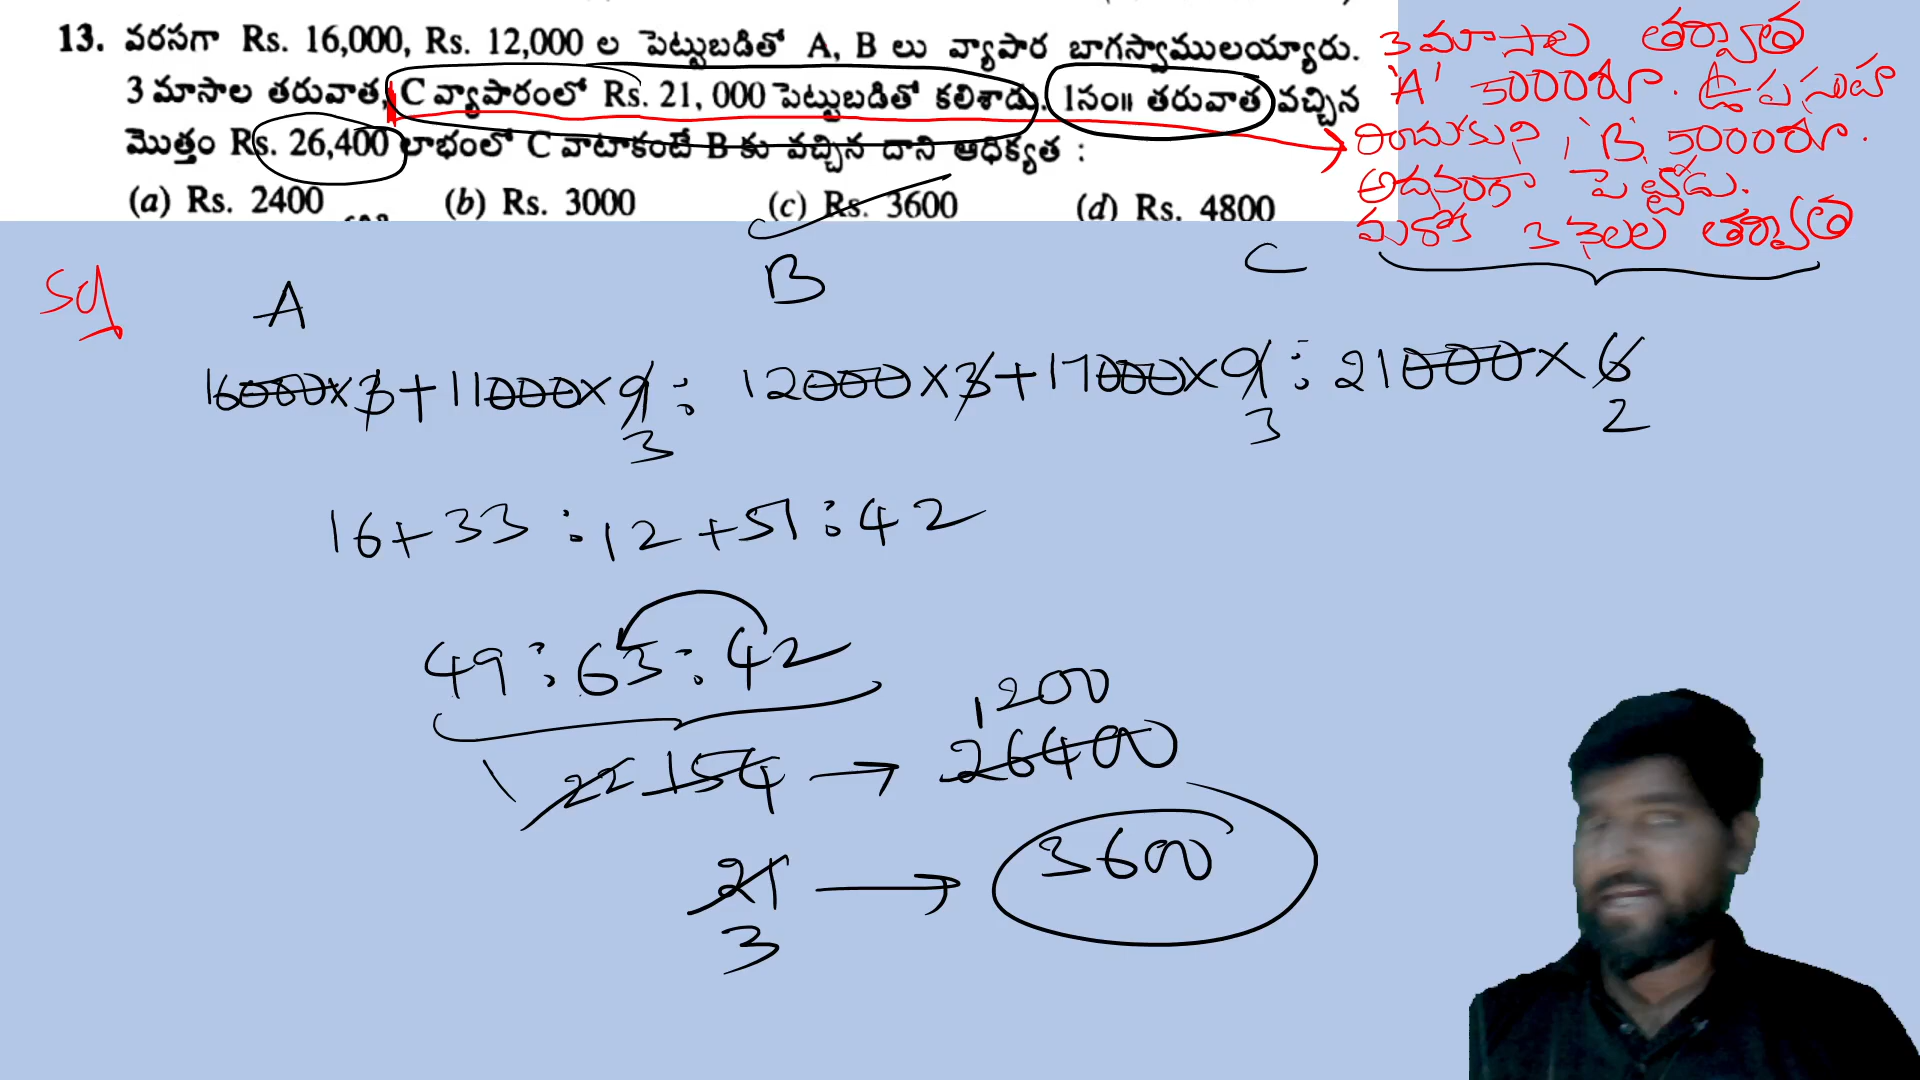 13. వరసగా Rs. 16,000, Rs. 12,000 ల పెట్టుబడితో A, B లు వ్యాపార బాగస్వాములయ్యారు.
3 మాసాల తరువాత, C వ్యాపారంలో Rs. 21, 000 పెట్టుబడితో కలిశాడు. 1సం॥ తరువాత వచ్చిన
మొత్తం Rs. 26,400 లాభంలో C వాటాకంటే B కు వచ్చిన దాని ఆధిక్యత :
(a) Rs. 2400 (b) Rs. 3000 (c) Rs. 3600 (d) Rs. 4800
3 మాసాల తర్వాత
'A' 5000రూ. ఉపసంహ
రించుకుని, 'B' 5000రూ.
అదనంగా పెట్టాడు.
మరొక 3 నెలల తర్వాత
A B C
16000×3+11000×9 : 12000×3+17000×9 : 21000×6
3 3 2
16+33 : 12+51 : 42
49 : 63 : 42
1200
22 154 → 26400
21 → 3600
3